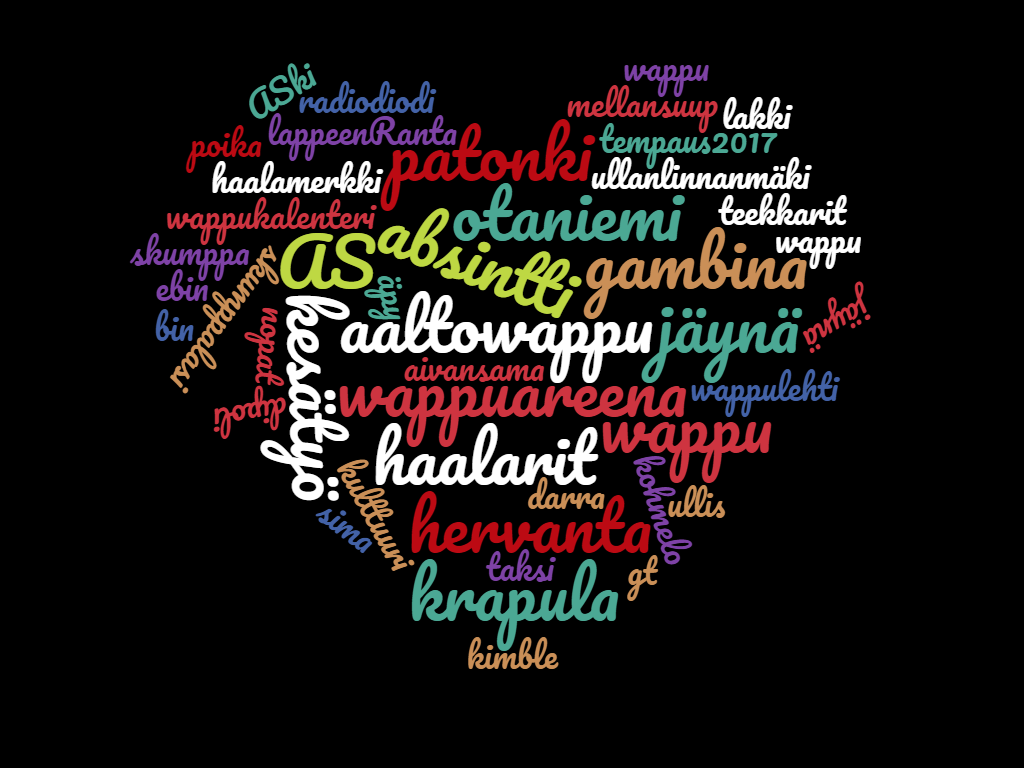 wappu
ASki
radiodiodi
mellansuup
lakki
lappeenRanta
poika
patonki
tempaus2017
haalamerkki
ullanlinnanmäki
wappukalenteri
otaniemi
teekkarit
skumppa
AS
absintti
gambina
wappu
ebin
skumppalasi
äpy
bin
nopat
kesätyö
aaltowappu
jäynä
jäynä
aivansama
dipoli
wappuareena
wappulehti
haalarit
wappu
kulttuuri
darra
kohmelo
ullis
sima
hervanta
taksi
gt
krapula
kimble